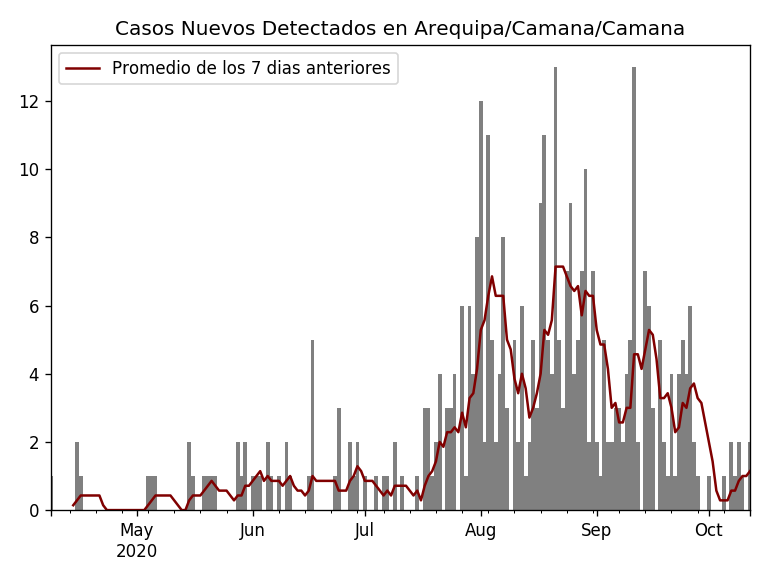 Casos Nuevos Detectados en Arequipa/Camana/Camana
Promedio de los 7 dias anteriores
12
10
8
6
4
2
0
May Jun Jul Aug Sep Oct
2020